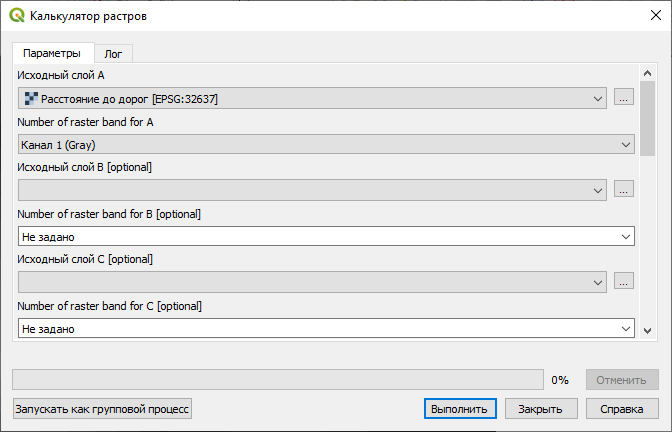 Калькулятор растров
Параметры
Лог
Исходный слой A
Расстояние до дорог [EPSG:32637]
...
Number of raster band for A
Канал 1 (Gray)
Исходный слой B [optional]
...
Number of raster band for B [optional]
Не задано
Исходный слой C [optional]
...
Number of raster band for C [optional]
Не задано
0%
Отменить
Запускать как групповой процесс
Выполнить
Закрыть
Справка